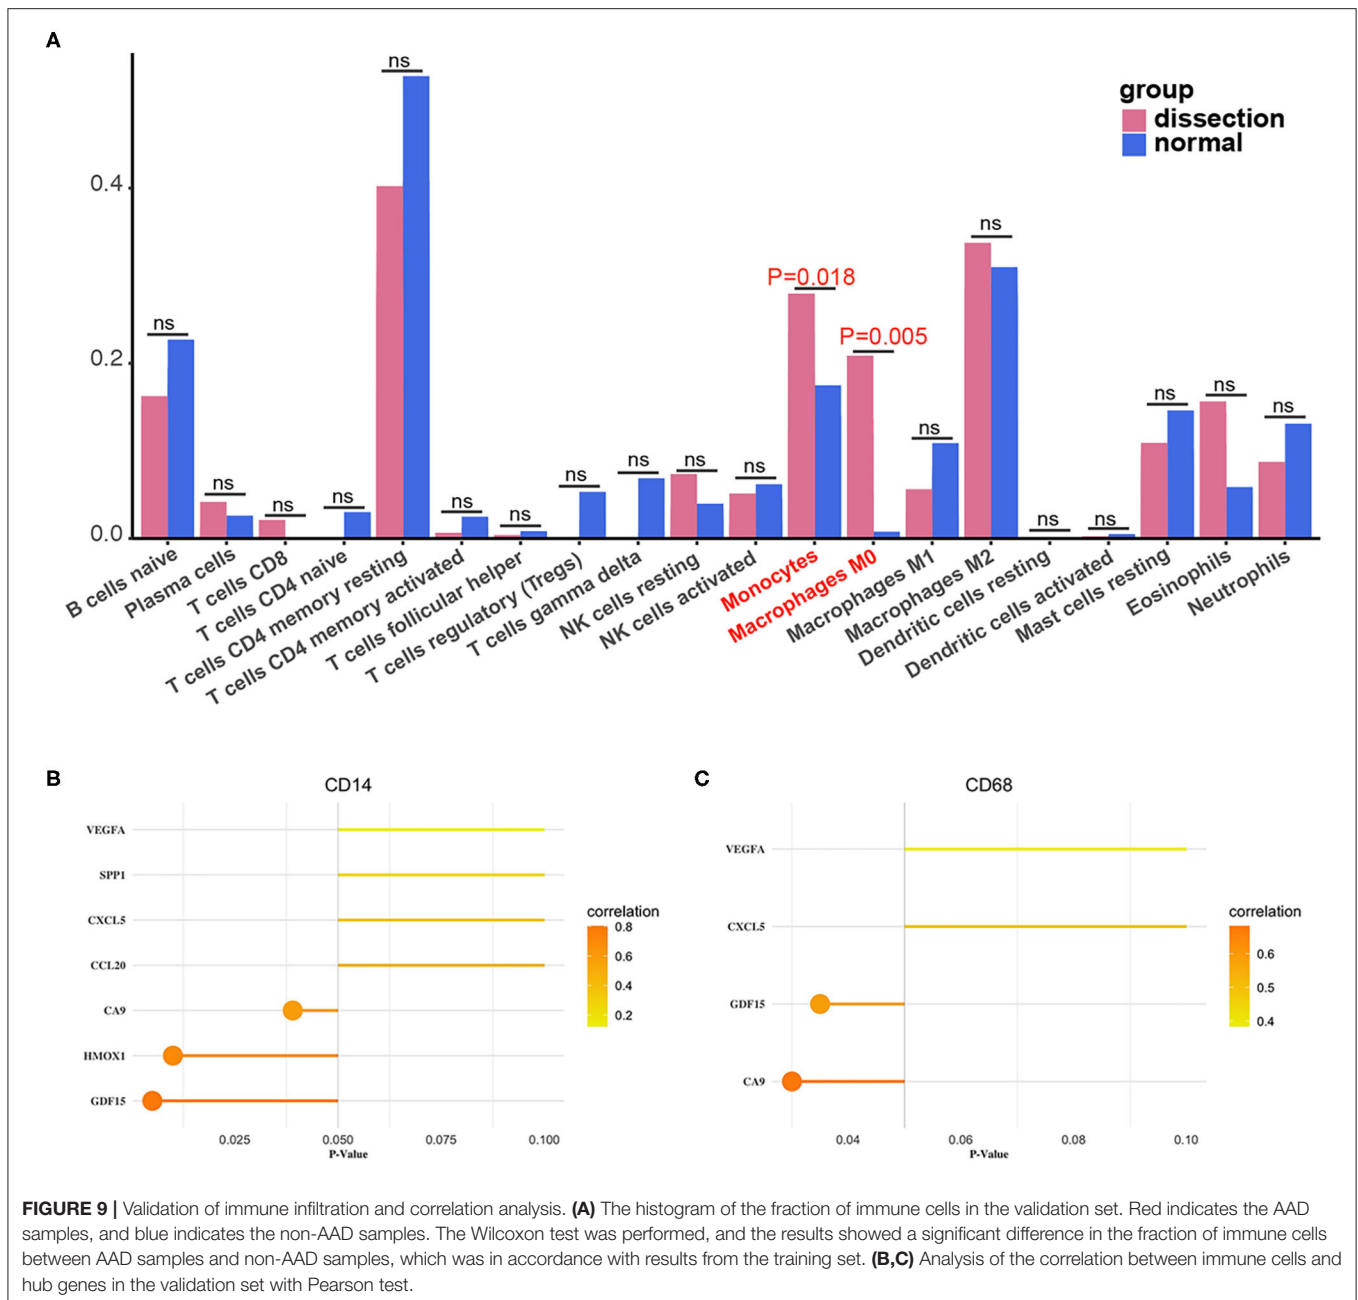 A
ns
ns
ns
ns
ns
ns
ns
ns
ns
ns
ns
P=0.018
P=0.005
ns
ns
ns
ns
ns
ns
ns
group
dissection
normal
0.4
0.2
0.0
B cells naive
Plasma cells
T cells CD8
T cells CD4 naive
T cells CD4 memory resting
T cells CD4 memory activated
T cells follicular helper
T cells regulatory (Tregs)
T cells gamma delta
NK cells resting
NK cells activated
Monocytes
Macrophages M0
Macrophages M1
Macrophages M2
Dendritic cells resting
Dendritic cells activated
Mast cells resting
Eosinophils
Neutrophils
B
CD14
VEGFA
SPP1
CXCL5
CCL20
CA9
HMOX1
GDF15
0.025 0.050 0.075 0.100
P-Value
correlation
0.8
0.6
0.4
0.2
C
CD68
VEGFA
CXCL5
GDF15
CA9
0.04 0.06 0.08 0.10
P-Value
correlation
0.6
0.5
0.4
FIGURE 9 | Validation of immune infiltration and correlation analysis. (A) The histogram of the fraction of immune cells in the validation set. Red indicates the AAD
samples, and blue indicates the non-AAD samples. The Wilcoxon test was performed, and the results showed a significant difference in the fraction of immune cells
between AAD samples and non-AAD samples, which was in accordance with results from the training set. (B,C) Analysis of the correlation between immune cells and
hub genes in the validation set with Pearson test.